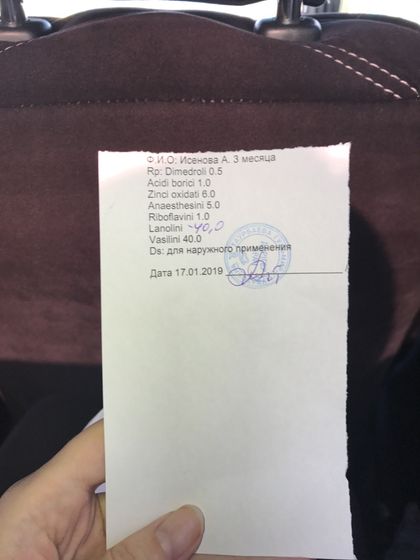 Ф.И.О: Исенова А. 3 месяца
Rp: Dimedroli 0.5
Acidi borici 1.0
Zinci oxidati 6.0
Anaesthesini 5.0
Riboflavini 1.0
Lanolini -40,0
Vasilini 40.0
Ds: для наружного применения
Дата 17.01.2019